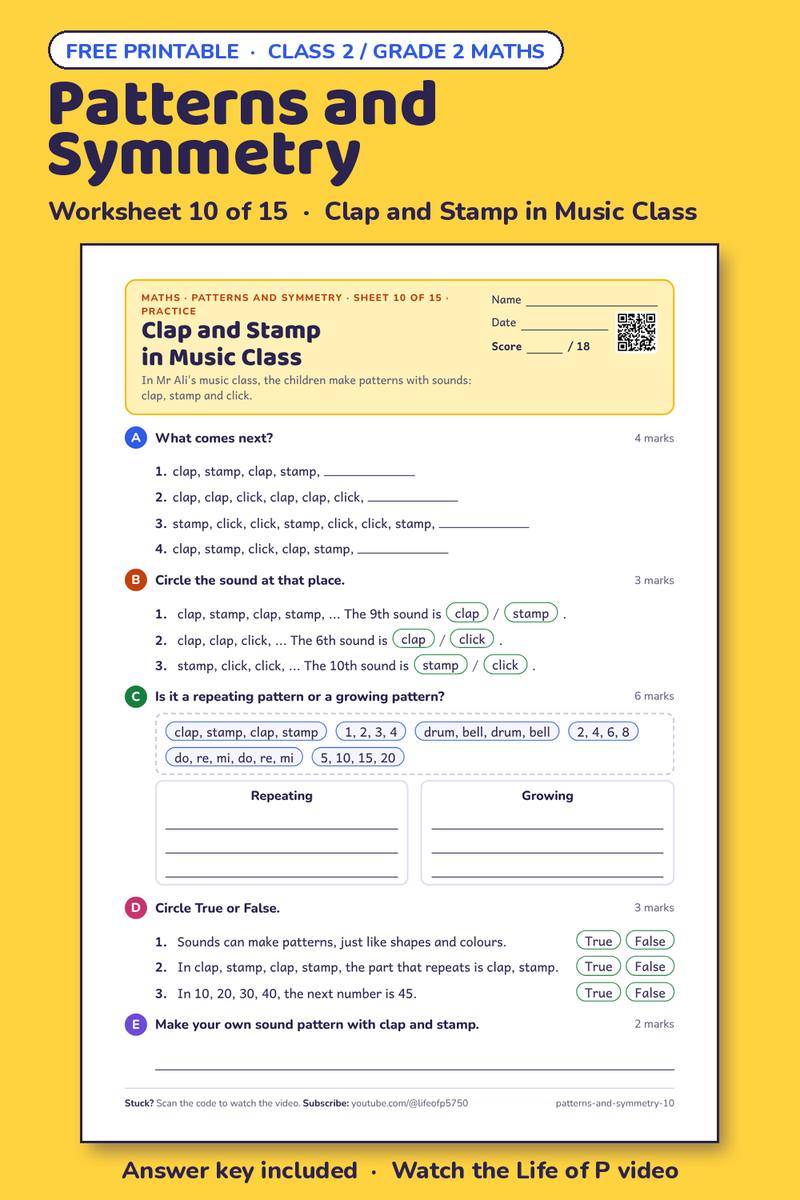 FREE PRINTABLE · CLASS 2 / GRADE 2 MATHS
Patterns and
Symmetry
Worksheet 10 of 15 · Clap and Stamp in Music Class
MATHS · PATTERNS AND SYMMETRY · SHEET 10 OF 15 ·
PRACTICE
Clap and Stamp
in Music Class
In Mr Ali's music class, the children make patterns with sounds:
clap, stamp and click.
Name
Date
Score / 18
A What comes next? 4 marks
1. clap, stamp, clap, stamp,
2. clap, clap, click, clap, clap, click,
3. stamp, click, click, stamp, click, click, stamp,
4. clap, stamp, click, clap, stamp,
B Circle the sound at that place. 3 marks
1. clap, stamp, clap, stamp, ... The 9th sound is clap / stamp .
2. clap, clap, click, ... The 6th sound is clap / click .
3. stamp, click, click, ... The 10th sound is stamp / click .
C Is it a repeating pattern or a growing pattern? 6 marks
clap, stamp, clap, stamp 1, 2, 3, 4 drum, bell, drum, bell 2, 4, 6, 8
do, re, mi, do, re, mi 5, 10, 15, 20
Repeating Growing
D Circle True or False. 3 marks
1. Sounds can make patterns, just like shapes and colours. True False
2. In clap, stamp, clap, stamp, the part that repeats is clap, stamp. True False
3. In 10, 20, 30, 40, the next number is 45. True False
E Make your own sound pattern with clap and stamp. 2 marks
Stuck? Scan the code to watch the video. Subscribe: youtube.com/@lifeofp5750 patterns-and-symmetry-10
Answer key included · Watch the Life of P video